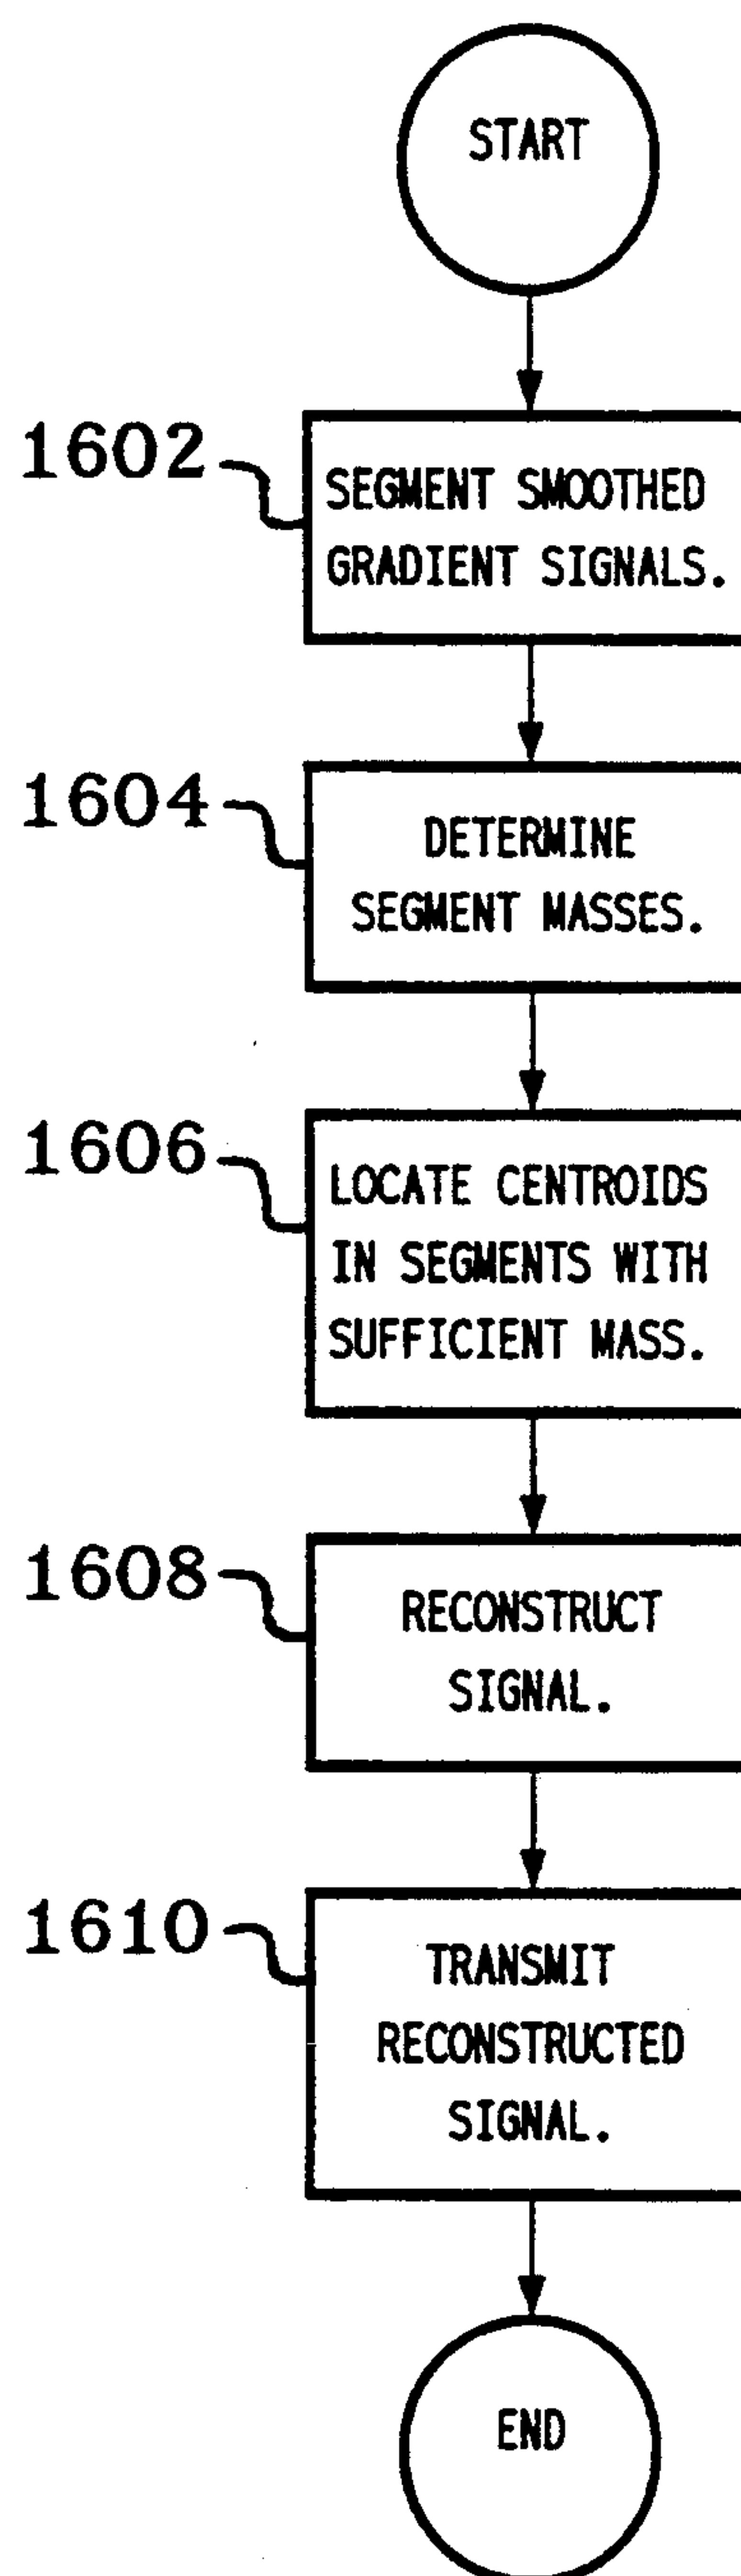 START
1602
SEGMENT SMOOTHED
GRADIENT SIGNALS.
1604
DETERMINE
SEGMENT MASSES.
1606
LOCATE CENTROIDS
IN SEGMENTS WITH
SUFFICIENT MASS.
1608
RECONSTRUCT
SIGNAL.
1610
TRANSMIT
RECONSTRUCTED
SIGNAL.
END